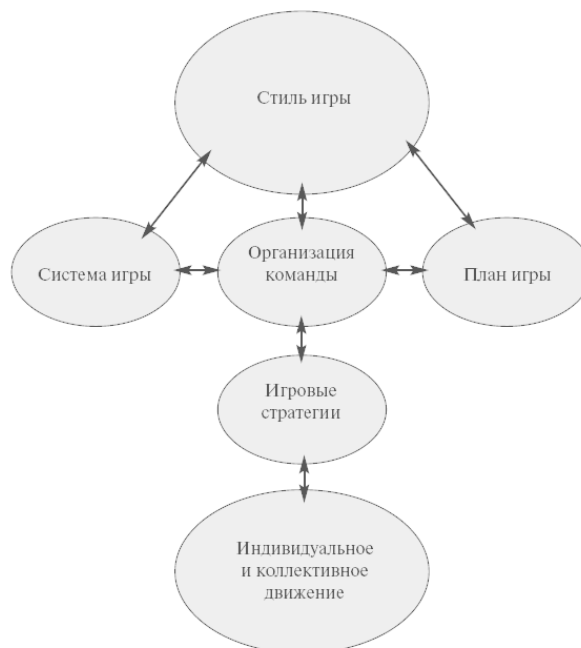 Стиль игры
Система игры
Организация
команды
План игры
Игровые
стратегии
Индивидуальное
и коллективное
движение